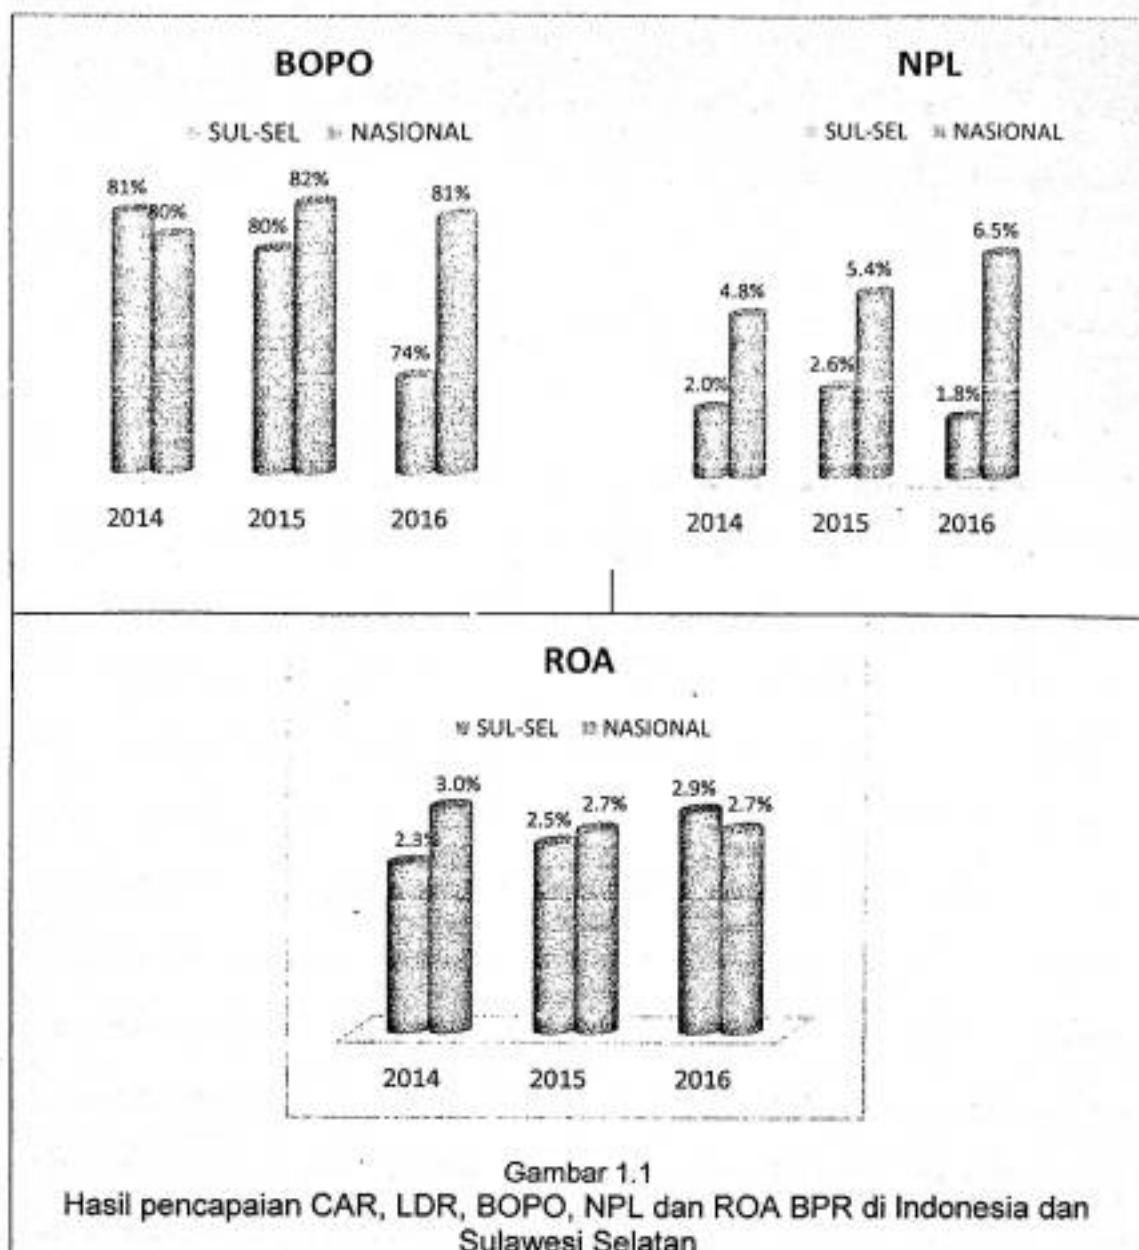 BOPO
SUL-SEL NASIONAL
81% 80% 80% 82% 74% 81%
2014 2015 2016
NPL
SUL-SEL NASIONAL
2.0% 4.8% 2.6% 5.4% 1.8% 6.5%
2014 2015 2016
ROA
SUL-SEL NASIONAL
2.3% 3.0% 2.5% 2.7% 2.9% 2.7%
2014 2015 2016
Gambar 1.1
Hasil pencapaian CAR, LDR, BOPO, NPL dan ROA BPR di Indonesia dan
Sulawesi Selatan